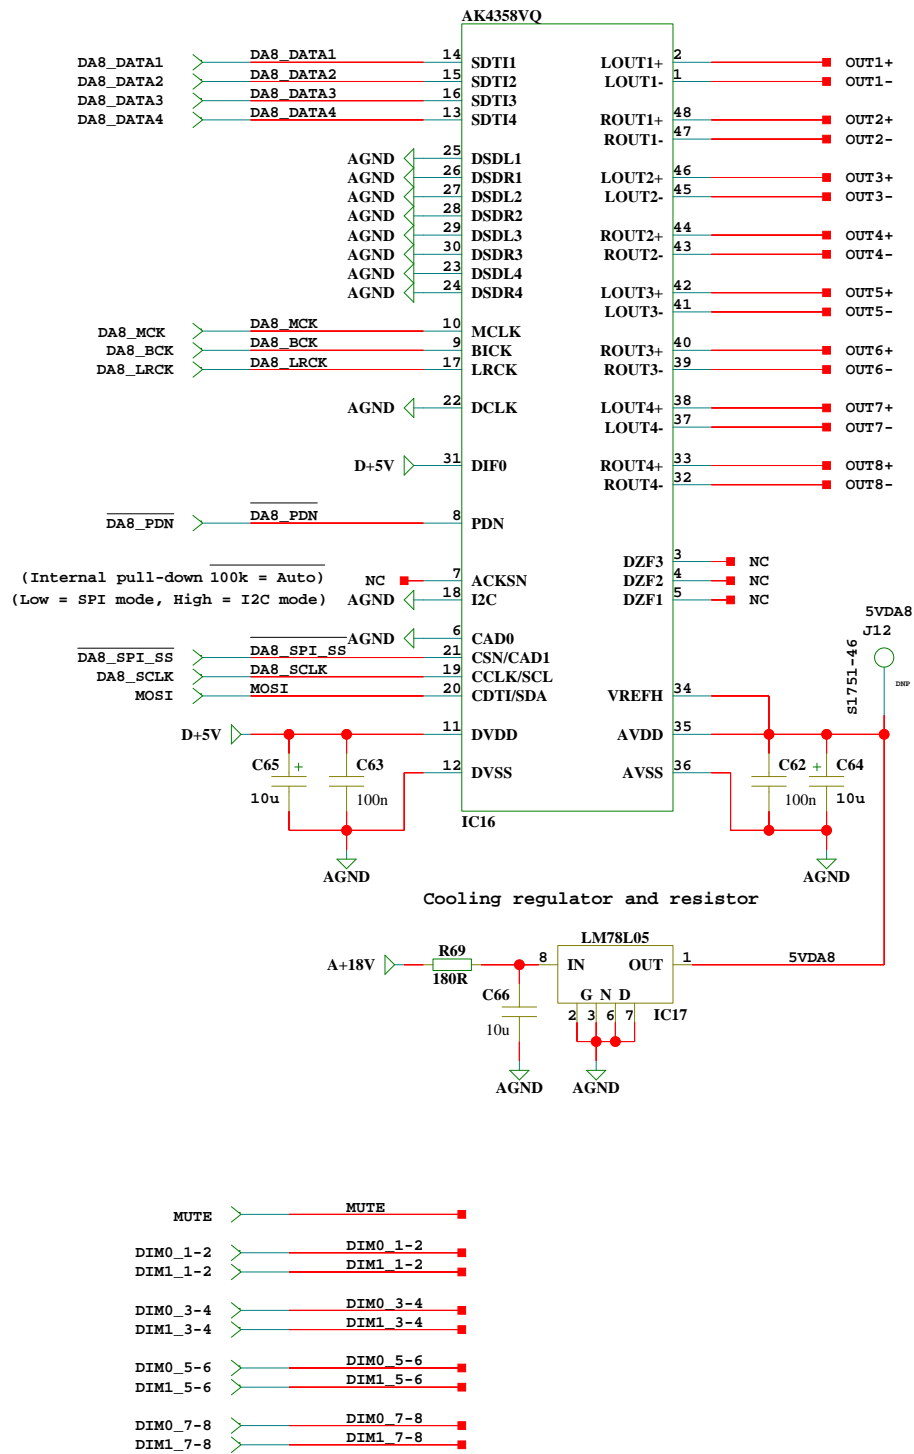 AK4358VQ
DA8_DATA1 DA8_DATA1 14 SDTI1 LOUT1+ 2 OUT1+
DA8_DATA2 DA8_DATA2 15 SDTI2 LOUT1- 1 OUT1-
DA8_DATA3 DA8_DATA3 16 SDTI3
DA8_DATA4 DA8_DATA4 13 SDTI4 ROUT1+ 48 OUT2+
ROUT1- 47 OUT2-
AGND 25 DSDL1
AGND 26 DSDR1 LOUT2+ 46 OUT3+
AGND 27 DSDL2 LOUT2- 45 OUT3-
AGND 28 DSDR2
AGND 29 DSDL3 ROUT2+ 44 OUT4+
AGND 30 DSDR3 ROUT2- 43 OUT4-
AGND 23 DSDL4
AGND 24 DSDR4 LOUT3+ 42 OUT5+
LOUT3- 41 OUT5-
DA8_MCK DA8_MCK 10 MCLK
DA8_BCK DA8_BCK 9 BICK ROUT3+ 40 OUT6+
DA8_LRCK DA8_LRCK 17 LRCK ROUT3- 39 OUT6-
AGND 22 DCLK LOUT4+ 38 OUT7+
LOUT4- 37 OUT7-
D+5V 31 DIF0 ROUT4+ 33 OUT8+
ROUT4- 32 OUT8-
DA8_PDN DA8_PDN 8 PDN
DZF3 3 NC
(Internal pull-down 100k = Auto) NC 7 ACKSN DZF2 4 NC
(Low = SPI mode, High = I2C mode) AGND 18 I2C DZF1 5 NC
5VDA8
J12
S1751-46
DNP
AGND 6 CAD0
DA8_SPI_SS DA8_SPI_SS 21 CSN/CAD1
DA8_SCLK DA8_SCLK 19 CCLK/SCL
MOSI MOSI 20 CDTI/SDA VREFH 34
D+5V 11 DVDD AVDD 35
C65 + C63 12 DVSS AVSS 36 C62 + C64
10u 100n 100n 10u
IC16
AGND AGND
Cooling regulator and resistor
LM78L05
A+18V R69 8 IN OUT 1 5VDA8
180R
C66 G N D
10u 2 3 6 7 IC17
AGND AGND
MUTE MUTE
DIM0_1-2 DIM0_1-2
DIM1_1-2 DIM1_1-2
DIM0_3-4 DIM0_3-4
DIM1_3-4 DIM1_3-4
DIM0_5-6 DIM0_5-6
DIM1_5-6 DIM1_5-6
DIM0_7-8 DIM0_7-8
DIM1_7-8 DIM1_7-8